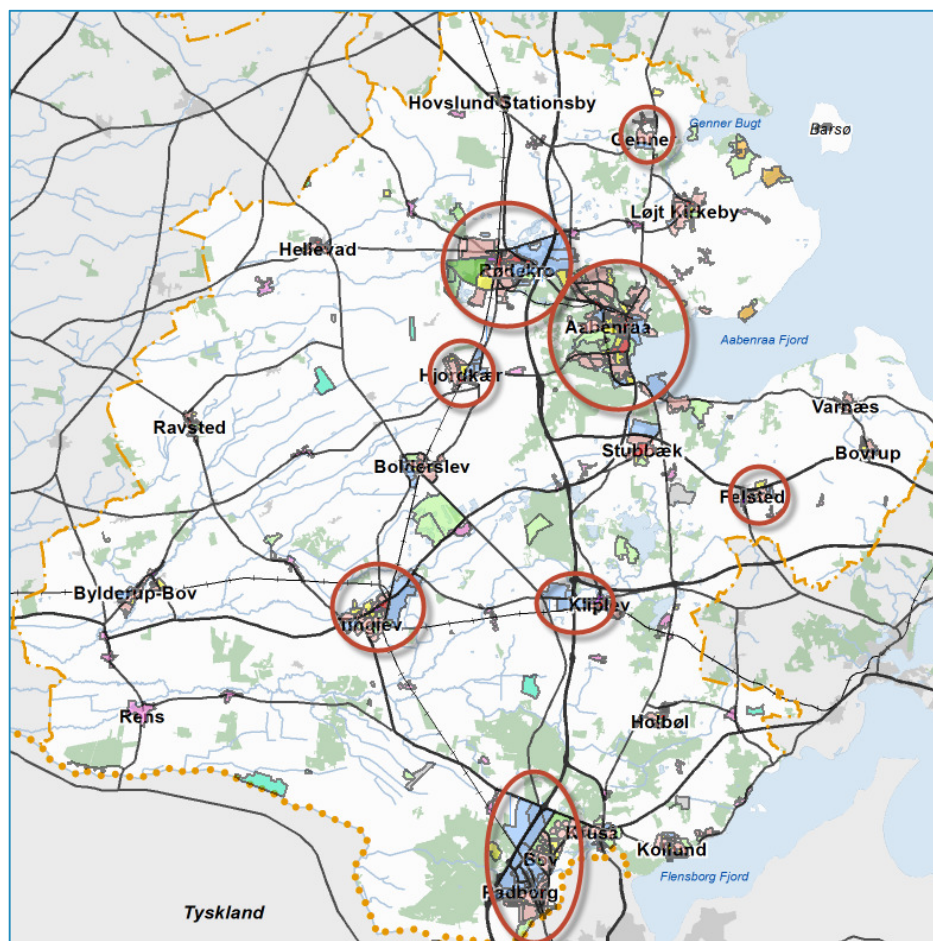 Hovslund Stationsby
Genner Bugt
Barsø
Genner
Løjt Kirkeby
Hellevad
Rødekro
Aabenraa
Aabenraa Fjord
Hjordkær
Varnæs
Ravsted
Stubbæk
Bovrup
Bolderslev
Felsted
Bylderup-Bov
Kliplev
Tinglev
Rens
Holbøl
Kruså
Kollund
Bov
Flensborg Fjord
Padborg
Tyskland